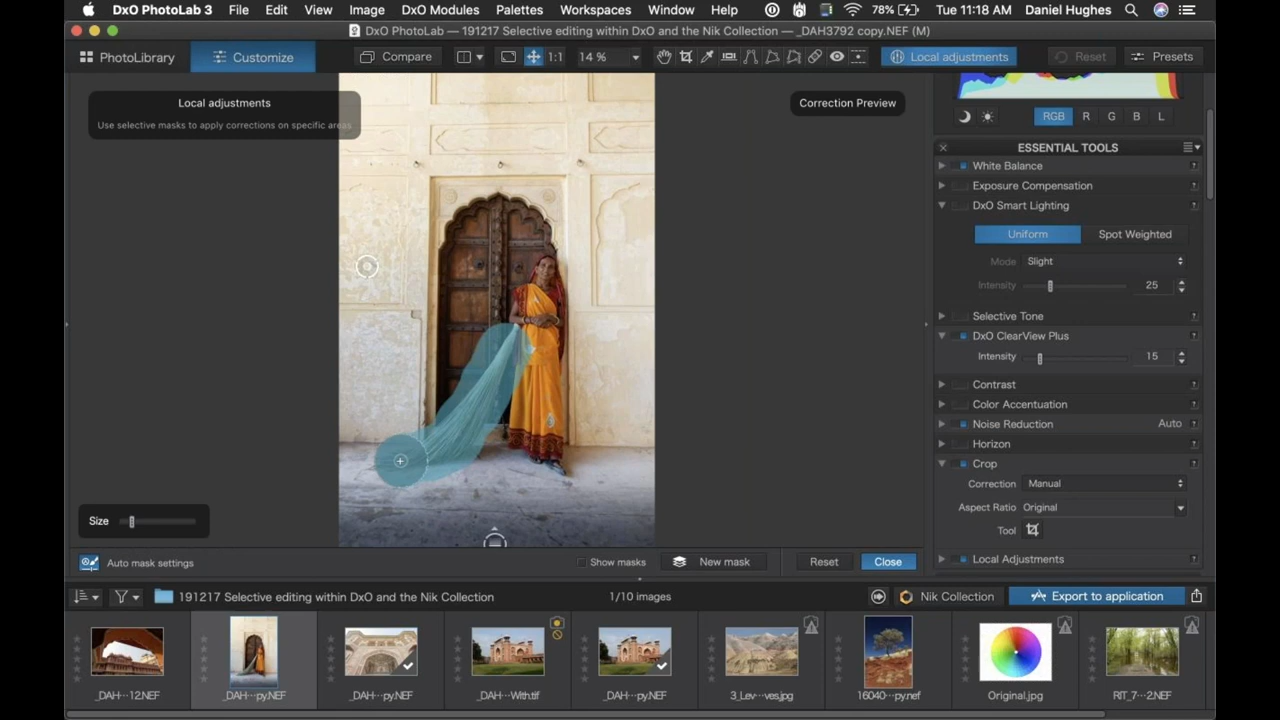 DxO PhotoLab 3 File Edit View Image DxO Modules Palettes Workspaces Window Help 78% Tue 11:18 AM Daniel Hughes
DxO PhotoLab — 191217 Selective editing within DxO and the Nik Collection — _DAH3792 copy.NEF (M)
PhotoLibrary Customize Compare 1:1 14 % Local adjustments Reset Presets
Local adjustments
Use selective masks to apply corrections on specific areas
Correction Preview
RGB R G B L
ESSENTIAL TOOLS
White Balance ?
Exposure Compensation ?
DxO Smart Lighting ?
Uniform Spot Weighted
Mode Slight
Intensity 25
Selective Tone ?
DxO ClearView Plus ?
Intensity 15
Contrast ?
Color Accentuation ?
Noise Reduction Auto ?
Horizon ?
Crop ?
Correction Manual
Aspect Ratio Original
Tool
Local Adjustments ?
Size
Auto mask settings Show masks New mask Reset Close
191217 Selective editing within DxO and the Nik Collection 1/10 images Nik Collection Export to application
_DAH···12.NEF _DAH···py.NEF _DAH···py.NEF _DAH···With.tif _DAH···py.NEF 3_Lev···ves.jpg 16040···py.nef Original.jpg RIT_7···2.NEF